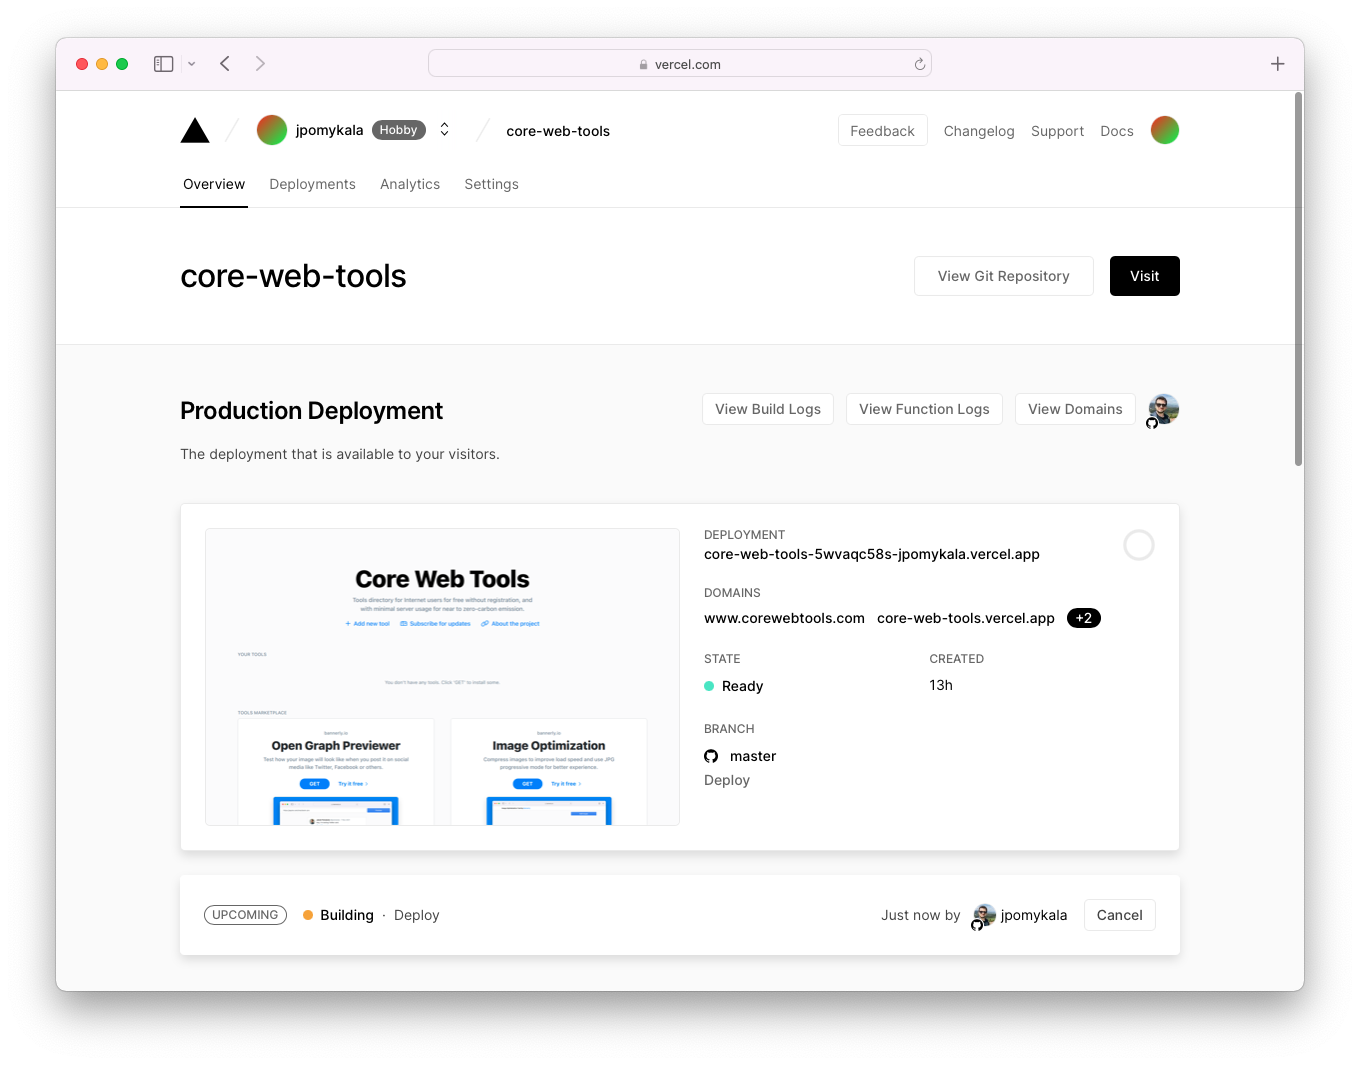 vercel.com
jpomykala Hobby core-web-tools Feedback Changelog Support Docs
Overview Deployments Analytics Settings
core-web-tools View Git Repository Visit
Production Deployment View Build Logs View Function Logs View Domains
The deployment that is available to your visitors.
Core Web Tools
Tools directory for Internet users for free without registration, and
with minimal server usage for near to zero-carbon emission.
+ Add new tool Subscribe for updates About the project
YOUR TOOLS
You don't have any tools. Click 'GET' to install some.
TOOLS MARKETPLACE
bannerly.io
Open Graph Previewer
Test how your image will look like when you post it on social
media like Twitter, Facebook or others.
GET Try it free >
bannerly.io
Image Optimization
Compress images to improve load speed and use JPG
progressive mode for better experience.
GET Try it free >
DEPLOYMENT
core-web-tools-5wvaqc58s-jpomykala.vercel.app
DOMAINS
www.corewebtools.com core-web-tools.vercel.app +2
STATE CREATED
Ready 13h
BRANCH
master
Deploy
UPCOMING Building · Deploy Just now by jpomykala Cancel